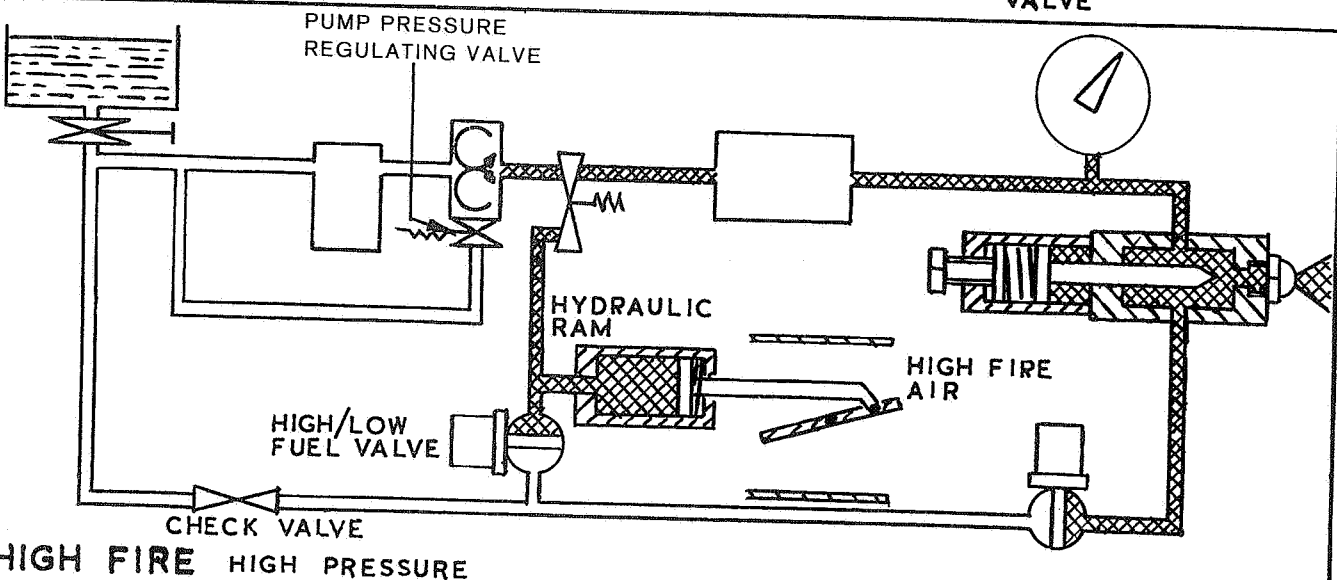 VALVE
PUMP PRESSURE
REGULATING VALVE
HYDRAULIC
RAM
HIGH FIRE
AIR
HIGH/LOW
FUEL VALVE
CHECK VALVE
HIGH FIRE HIGH PRESSURE